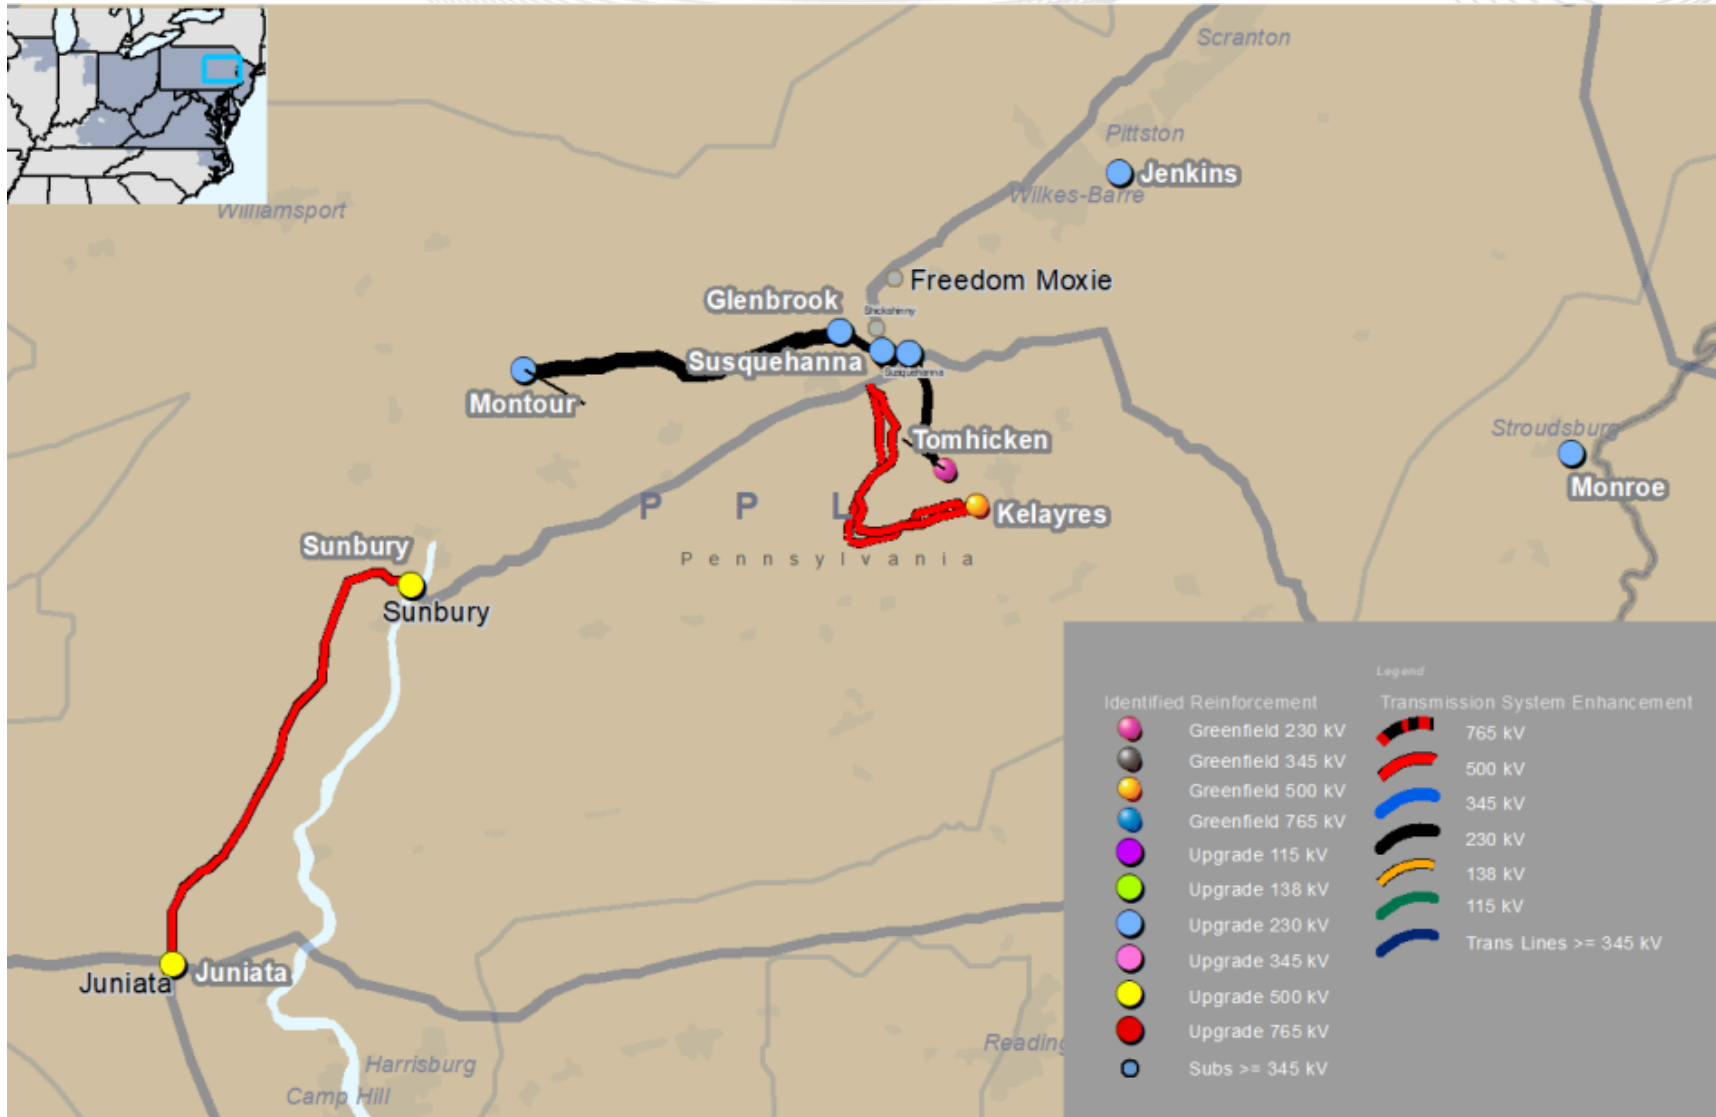 Scranton
Pittston
Jenkins
Wilkes-Barre
Williamsport
Freedom Moxie
Glenbrook
Shickshinny
Susquehanna
Susquehanna
Montour
Tomhicken
Stroudsburg
Monroe
P P L
Kelayres
Pennsylvania
Sunbury
Sunbury
Juniata
Juniata
Harrisburg
Camp Hill
Reading
Legend
Identified Reinforcement
Greenfield 230 kV
Greenfield 345 kV
Greenfield 500 kV
Greenfield 765 kV
Upgrade 115 kV
Upgrade 138 kV
Upgrade 230 kV
Upgrade 345 kV
Upgrade 500 kV
Upgrade 765 kV
Subs >= 345 kV
Transmission System Enhancement
765 kV
500 kV
345 kV
230 kV
138 kV
115 kV
Trans Lines >= 345 kV